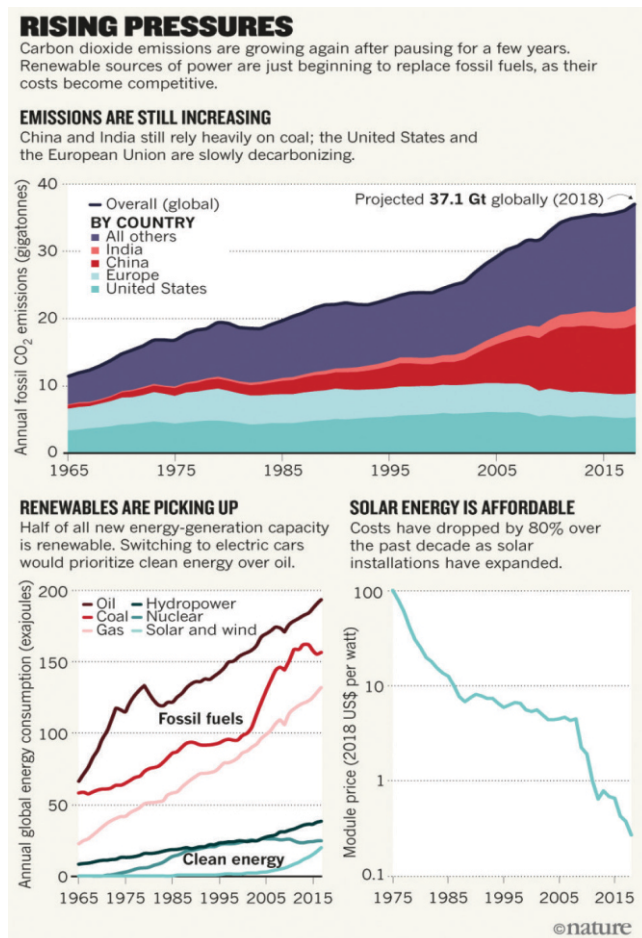 RISING PRESSURES
Carbon dioxide emissions are growing again after pausing for a few years.
Renewable sources of power are just beginning to replace fossil fuels, as their
costs become competitive.
EMISSIONS ARE STILL INCREASING
China and India still rely heavily on coal; the United States and
the European Union are slowly decarbonizing.
Annual fossil CO₂ emissions (gigatonnes)
40
30
20
10
0
Overall (global)
BY COUNTRY
All others
India
China
Europe
United States
Projected 37.1 Gt globally (2018)
1965 1975 1985 1995 2005 2015
RENEWABLES ARE PICKING UP
Half of all new energy-generation capacity
is renewable. Switching to electric cars
would prioritize clean energy over oil.
Annual global energy consumption (exajoules)
200
150
100
50
0
Oil Hydropower
Coal Nuclear
Gas Solar and wind
Fossil fuels
Clean energy
1965 1975 1985 1995 2005 2015
SOLAR ENERGY IS AFFORDABLE
Costs have dropped by 80% over
the past decade as solar
installations have expanded.
Module price (2018 US$ per watt)
100
10
1
0.1
1975 1985 1995 2005 2015
©nature